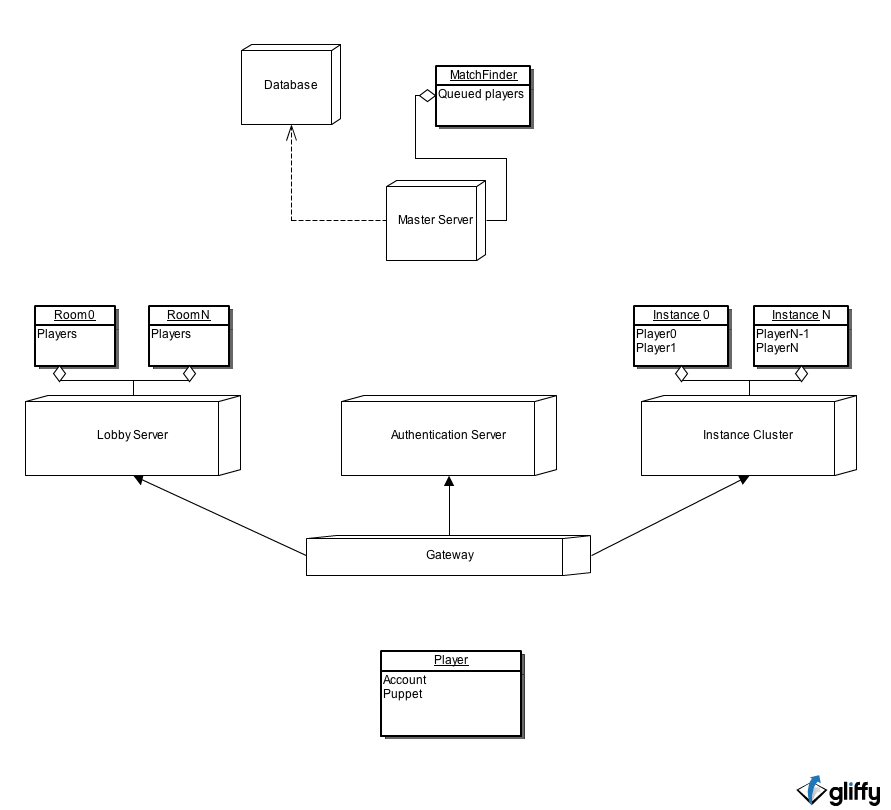 Database
MatchFinder
Queued players
Master Server
Room0
Players
RoomN
Players
Instance 0
Player0
Player1
Instance N
PlayerN-1
PlayerN
Lobby Server
Authentication Server
Instance Cluster
Gateway
Player
Account
Puppet
gliffy